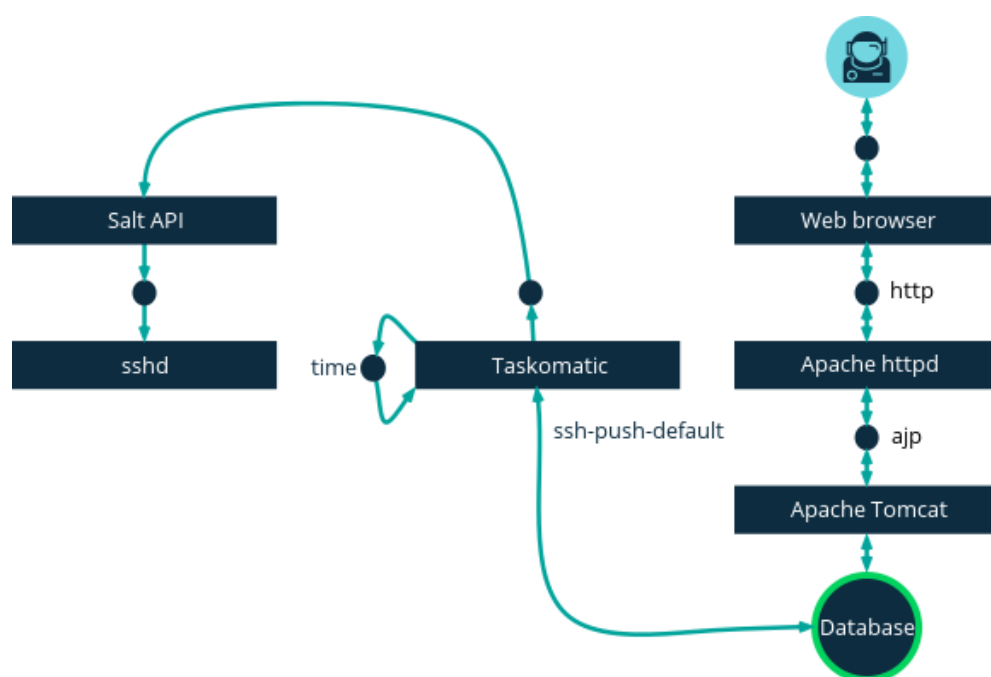 Salt API
Web browser
http
sshd
time
Taskomatic
Apache httpd
ssh-push-default
ajp
Apache Tomcat
Database